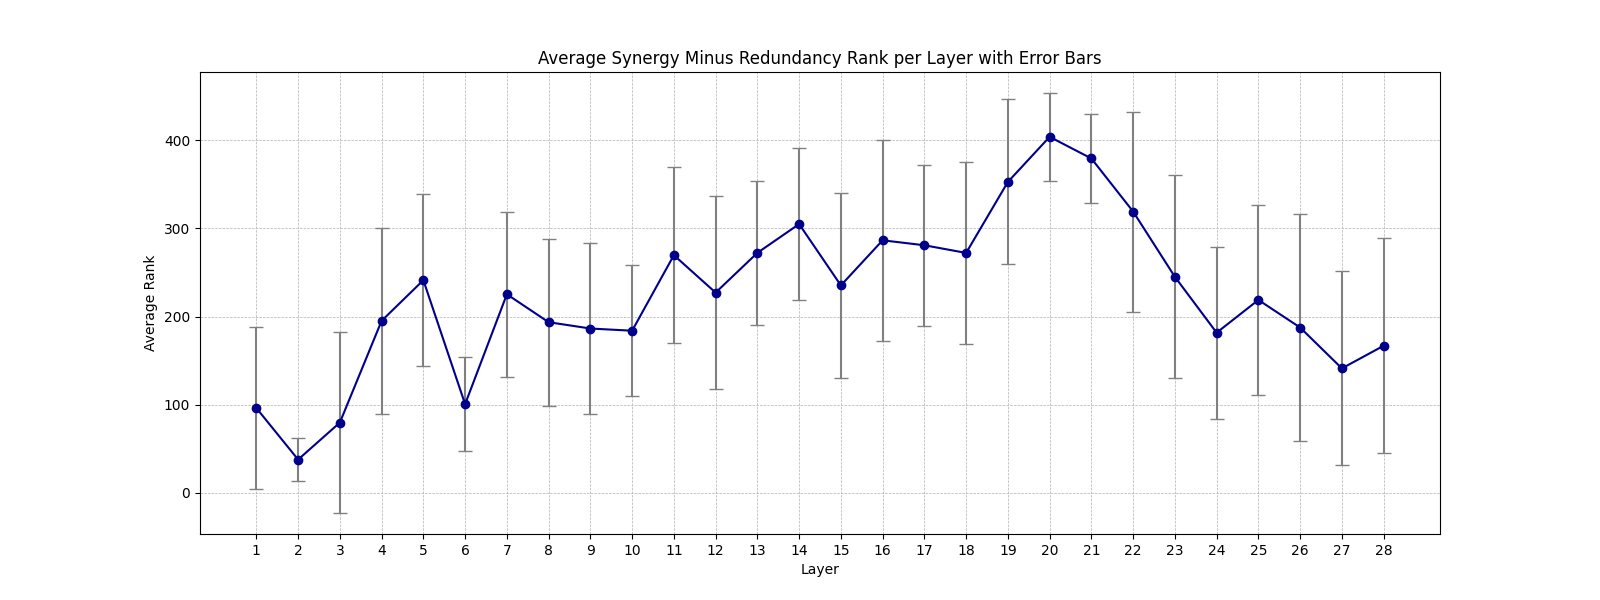 Average Synergy Minus Redundancy Rank per Layer with Error Bars
400
300
200
100
0
Average Rank
1 2 3 4 5 6 7 8 9 10 11 12 13 14 15 16 17 18 19 20 21 22 23 24 25 26 27 28
Layer